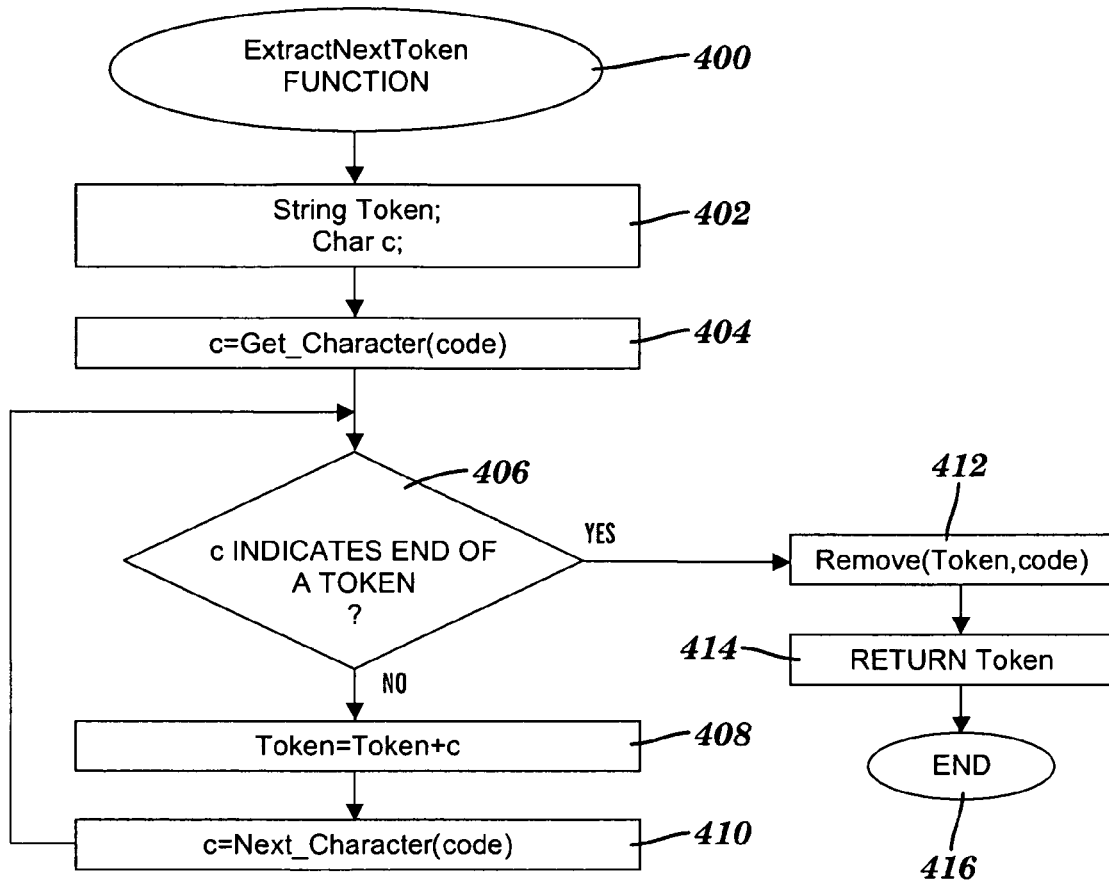 ExtractNextToken
FUNCTION
400
String Token;
Char c;
402
c=Get_Character(code)
404
406
c INDICATES END OF
A TOKEN
?
YES
NO
412
Remove(Token,code)
414
RETURN Token
Token=Token+c
408
END
416
c=Next_Character(code)
410